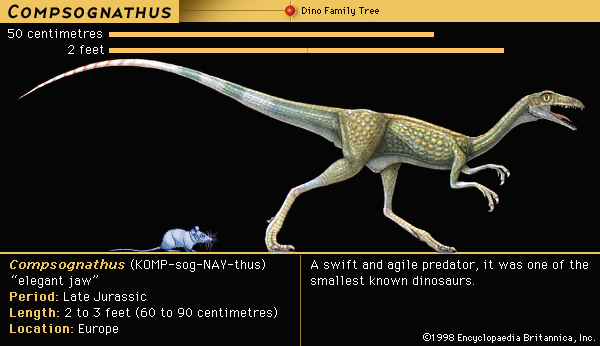 COMPSOGNATHUS
Dino Family Tree
50 centimetres
2 feet
Compsognathus (KOMP-sog-NAY-thus)
“elegant jaw”
Period: Late Jurassic
Length: 2 to 3 feet (60 to 90 centimetres)
Location: Europe
A swift and agile predator, it was one of the
smallest known dinosaurs.
©1998 Encyclopaedia Britannica, Inc.